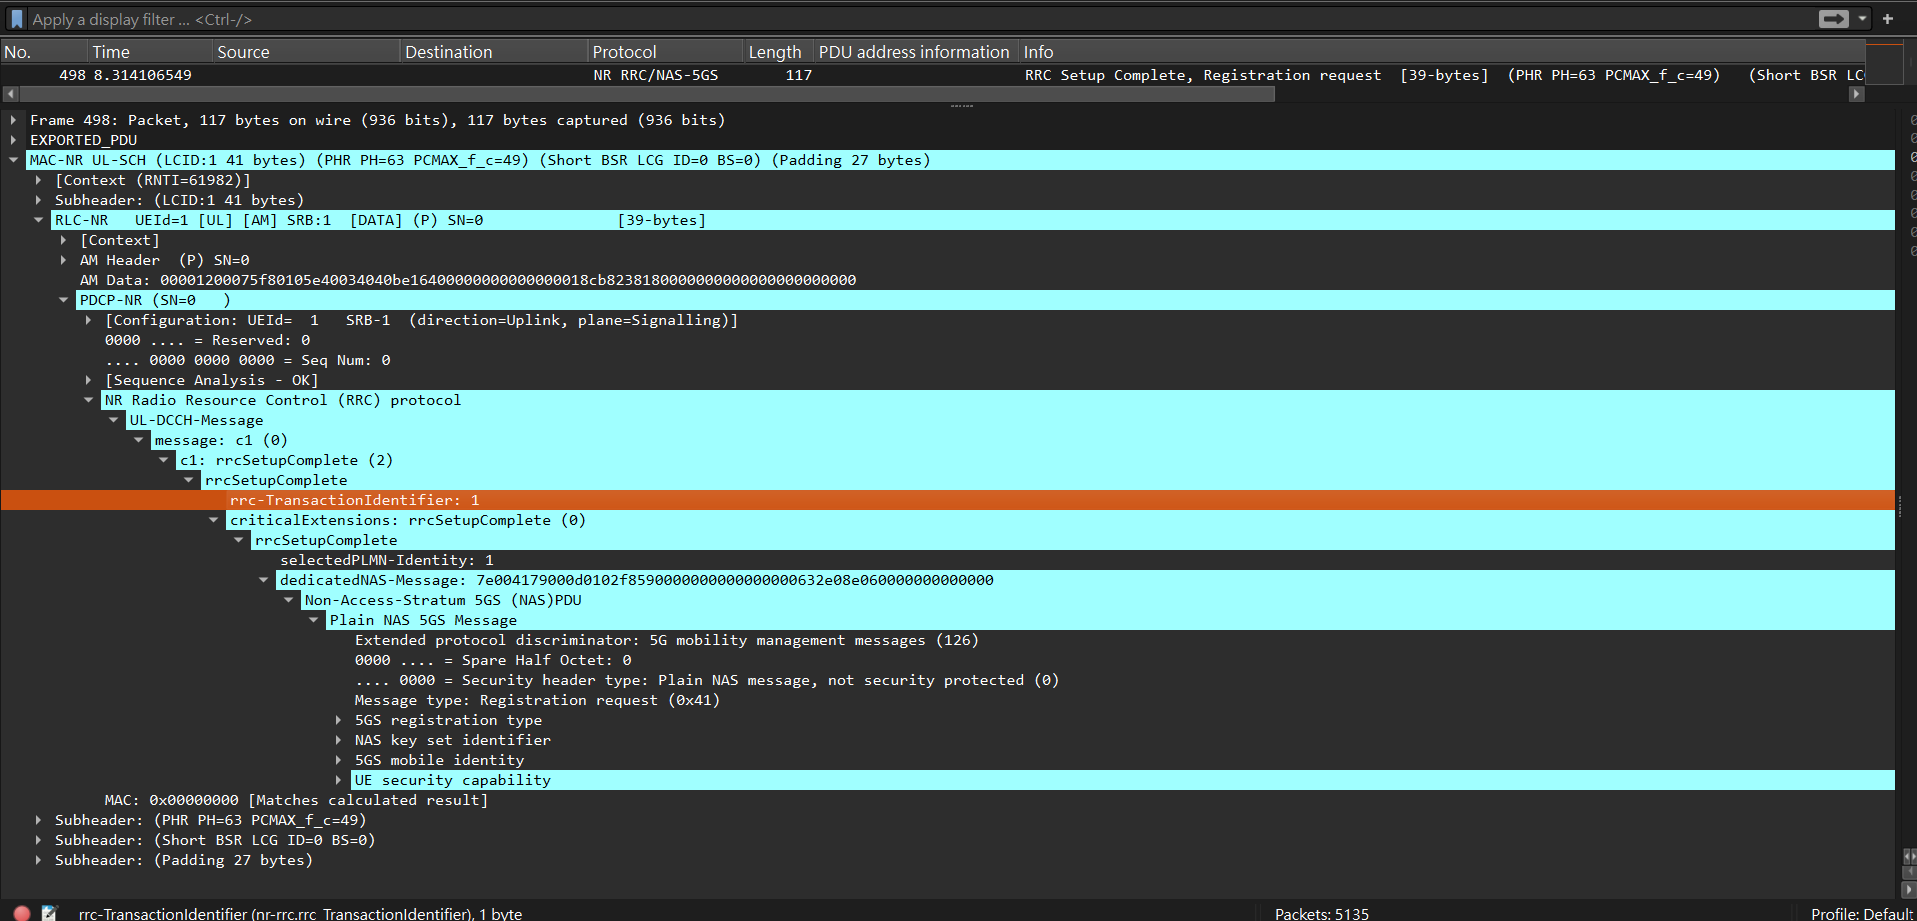 Apply a display filter ... <Ctrl-/>
No. Time Source Destination Protocol Length PDU address information Info
498 8.314106549 NR RRC/NAS-5GS 117 RRC Setup Complete, Registration request [39-bytes] (PHR PH=63 PCMAX_f_c=49) (Short BSR LC
Frame 498: Packet, 117 bytes on wire (936 bits), 117 bytes captured (936 bits)
EXPORTED_PDU
MAC-NR UL-SCH (LCID:1 41 bytes) (PHR PH=63 PCMAX_f_c=49) (Short BSR LCG ID=0 BS=0) (Padding 27 bytes)
[Context (RNTI=61982)]
Subheader: (LCID:1 41 bytes)
RLC-NR UEId=1 [UL] [AM] SRB:1 [DATA] (P) SN=0 [39-bytes]
[Context]
AM Header (P) SN=0
AM Data: 00001200075f80105e40034040be16400000000000000018cb8238180000000000000000000000
PDCP-NR (SN=0 )
[Configuration: UEId= 1 SRB-1 (direction=Uplink, plane=Signalling)]
0000 .... = Reserved: 0
.... 0000 0000 0000 = Seq Num: 0
[Sequence Analysis - OK]
NR Radio Resource Control (RRC) protocol
UL-DCCH-Message
message: c1 (0)
c1: rrcSetupComplete (2)
rrcSetupComplete
rrc-TransactionIdentifier: 1
criticalExtensions: rrcSetupComplete (0)
rrcSetupComplete
selectedPLMN-Identity: 1
dedicatedNAS-Message: 7e004179000d0102f8590000000000000000632e08e060000000000000
Non-Access-Stratum 5GS (NAS)PDU
Plain NAS 5GS Message
Extended protocol discriminator: 5G mobility management messages (126)
0000 .... = Spare Half Octet: 0
.... 0000 = Security header type: Plain NAS message, not security protected (0)
Message type: Registration request (0x41)
5GS registration type
NAS key set identifier
5GS mobile identity
UE security capability
MAC: 0x00000000 [Matches calculated result]
Subheader: (PHR PH=63 PCMAX_f_c=49)
Subheader: (Short BSR LCG ID=0 BS=0)
Subheader: (Padding 27 bytes)
rrc-TransactionIdentifier (nr-rrc.rrc_TransactionIdentifier), 1 byte Packets: 5135 Profile: Default